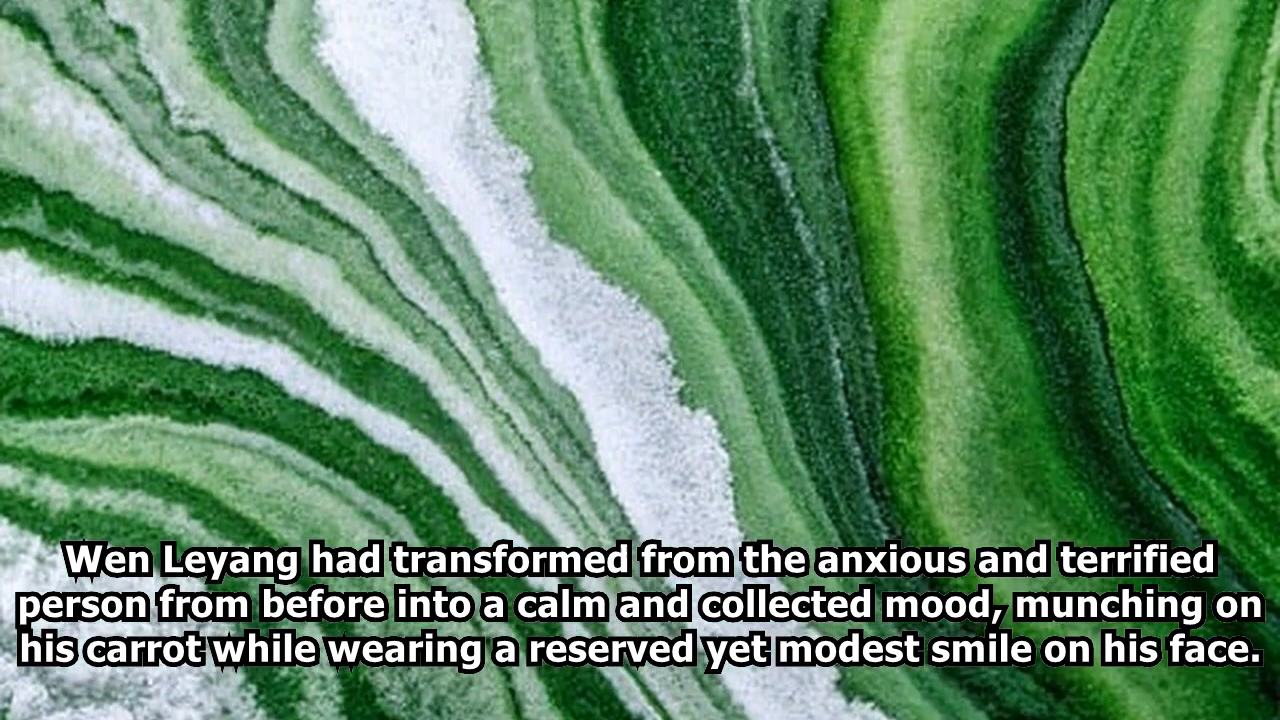 Wen Leyang had transformed from the anxious and terrified
person from before into a calm and collected mood, munching on
his carrot while wearing a reserved yet modest smile on his face.